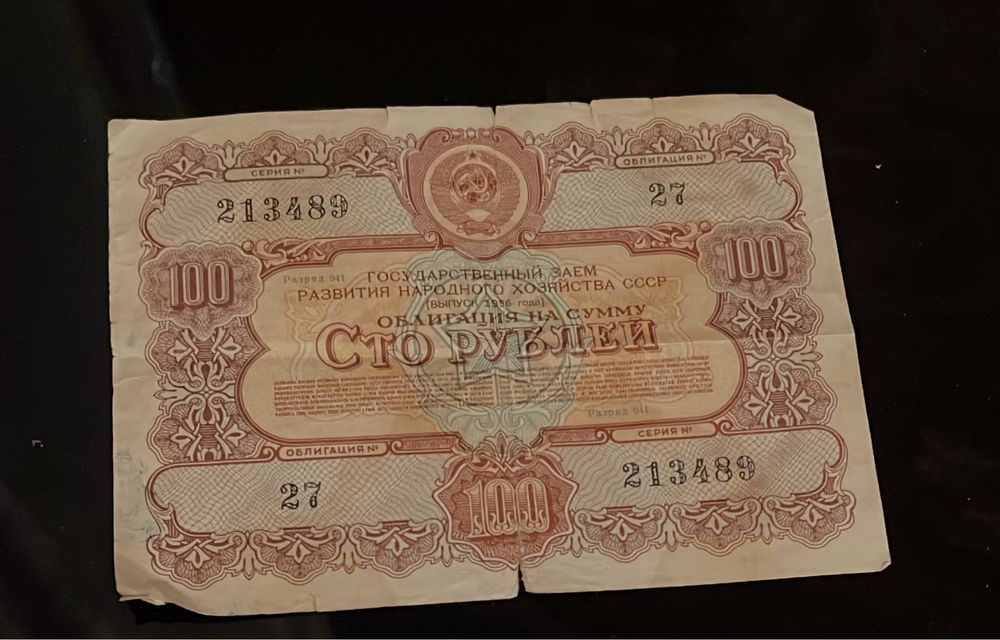 СЕРИЯ №
ОБЛИГАЦИЯ №
213489
27
100
100
Разряд 041
ГОСУДАРСТВЕННЫЙ ЗАЕМ
РАЗВИТИЯ НАРОДНОГО ХОЗЯЙСТВА СССР
(ВЫПУСК 1956 года)
ОБЛИГАЦИЯ НА СУММУ
СТО РУБЛЕЙ
Разряд 041
ОБЛИГАЦИЯ №
СЕРИЯ №
27
213489
100